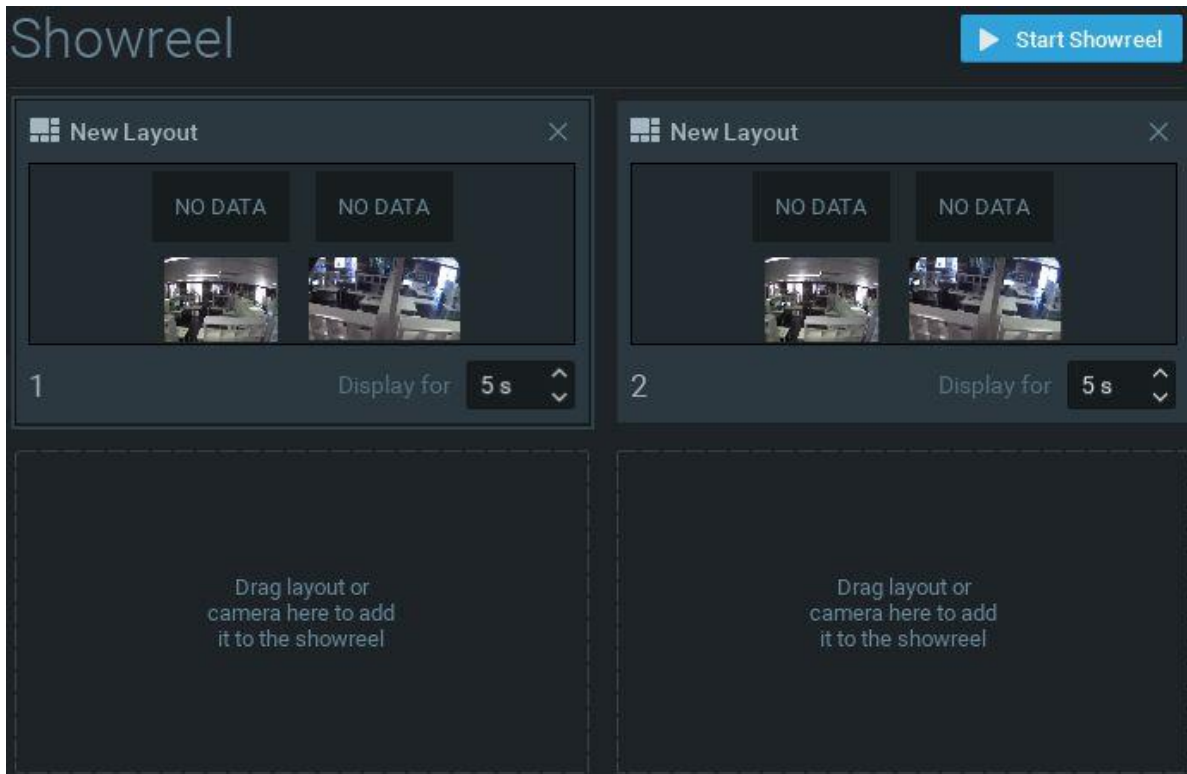 Showreel
Start Showreel
New Layout
NO DATA NO DATA
1 Display for 5 s
New Layout
NO DATA NO DATA
2 Display for 5 s
Drag layout or
camera here to add
it to the showreel
Drag layout or
camera here to add
it to the showreel